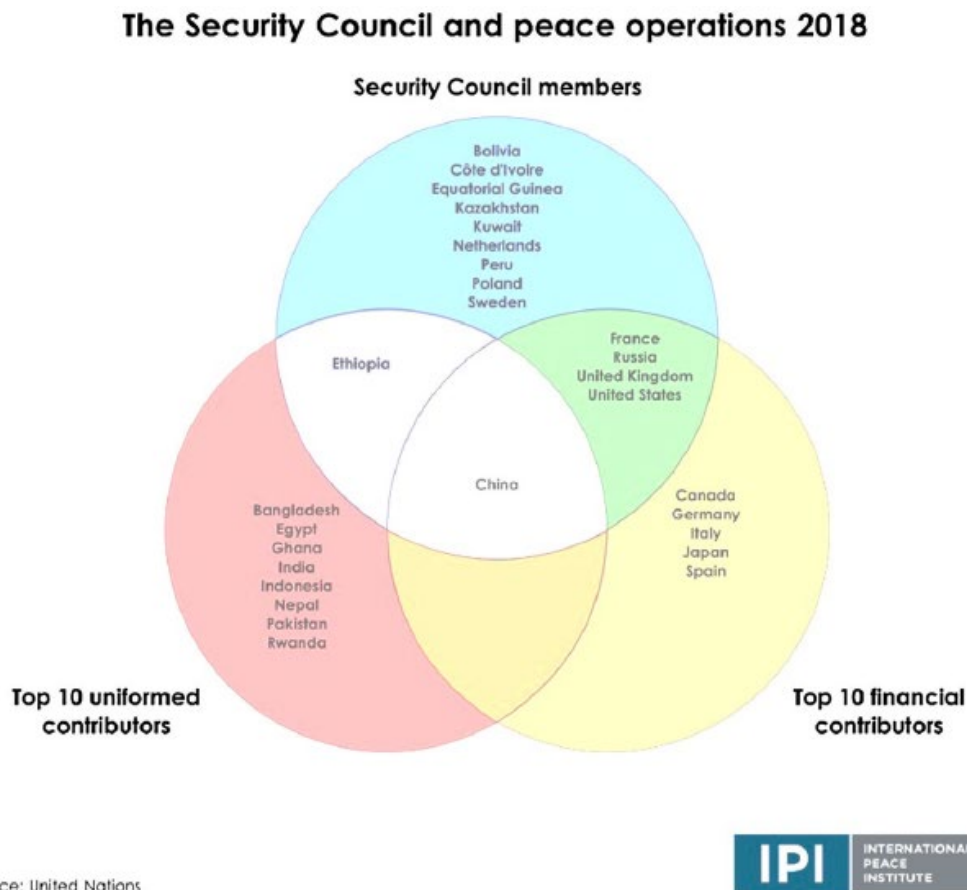 The Security Council and peace operations 2018
Security Council members
Bolivia
Côte d'Ivoire
Equatorial Guinea
Kazakhstan
Kuwait
Netherlands
Peru
Poland
Sweden
Ethiopia
France
Russia
United Kingdom
United States
China
Bangladesh
Egypt
Ghana
India
Indonesia
Nepal
Pakistan
Rwanda
Canada
Germany
Italy
Japan
Spain
Top 10 uniformed
contributors
Top 10 financial
contributors
IPI
INTERNATIONAL
PEACE
INSTITUTE
ce: United Nations